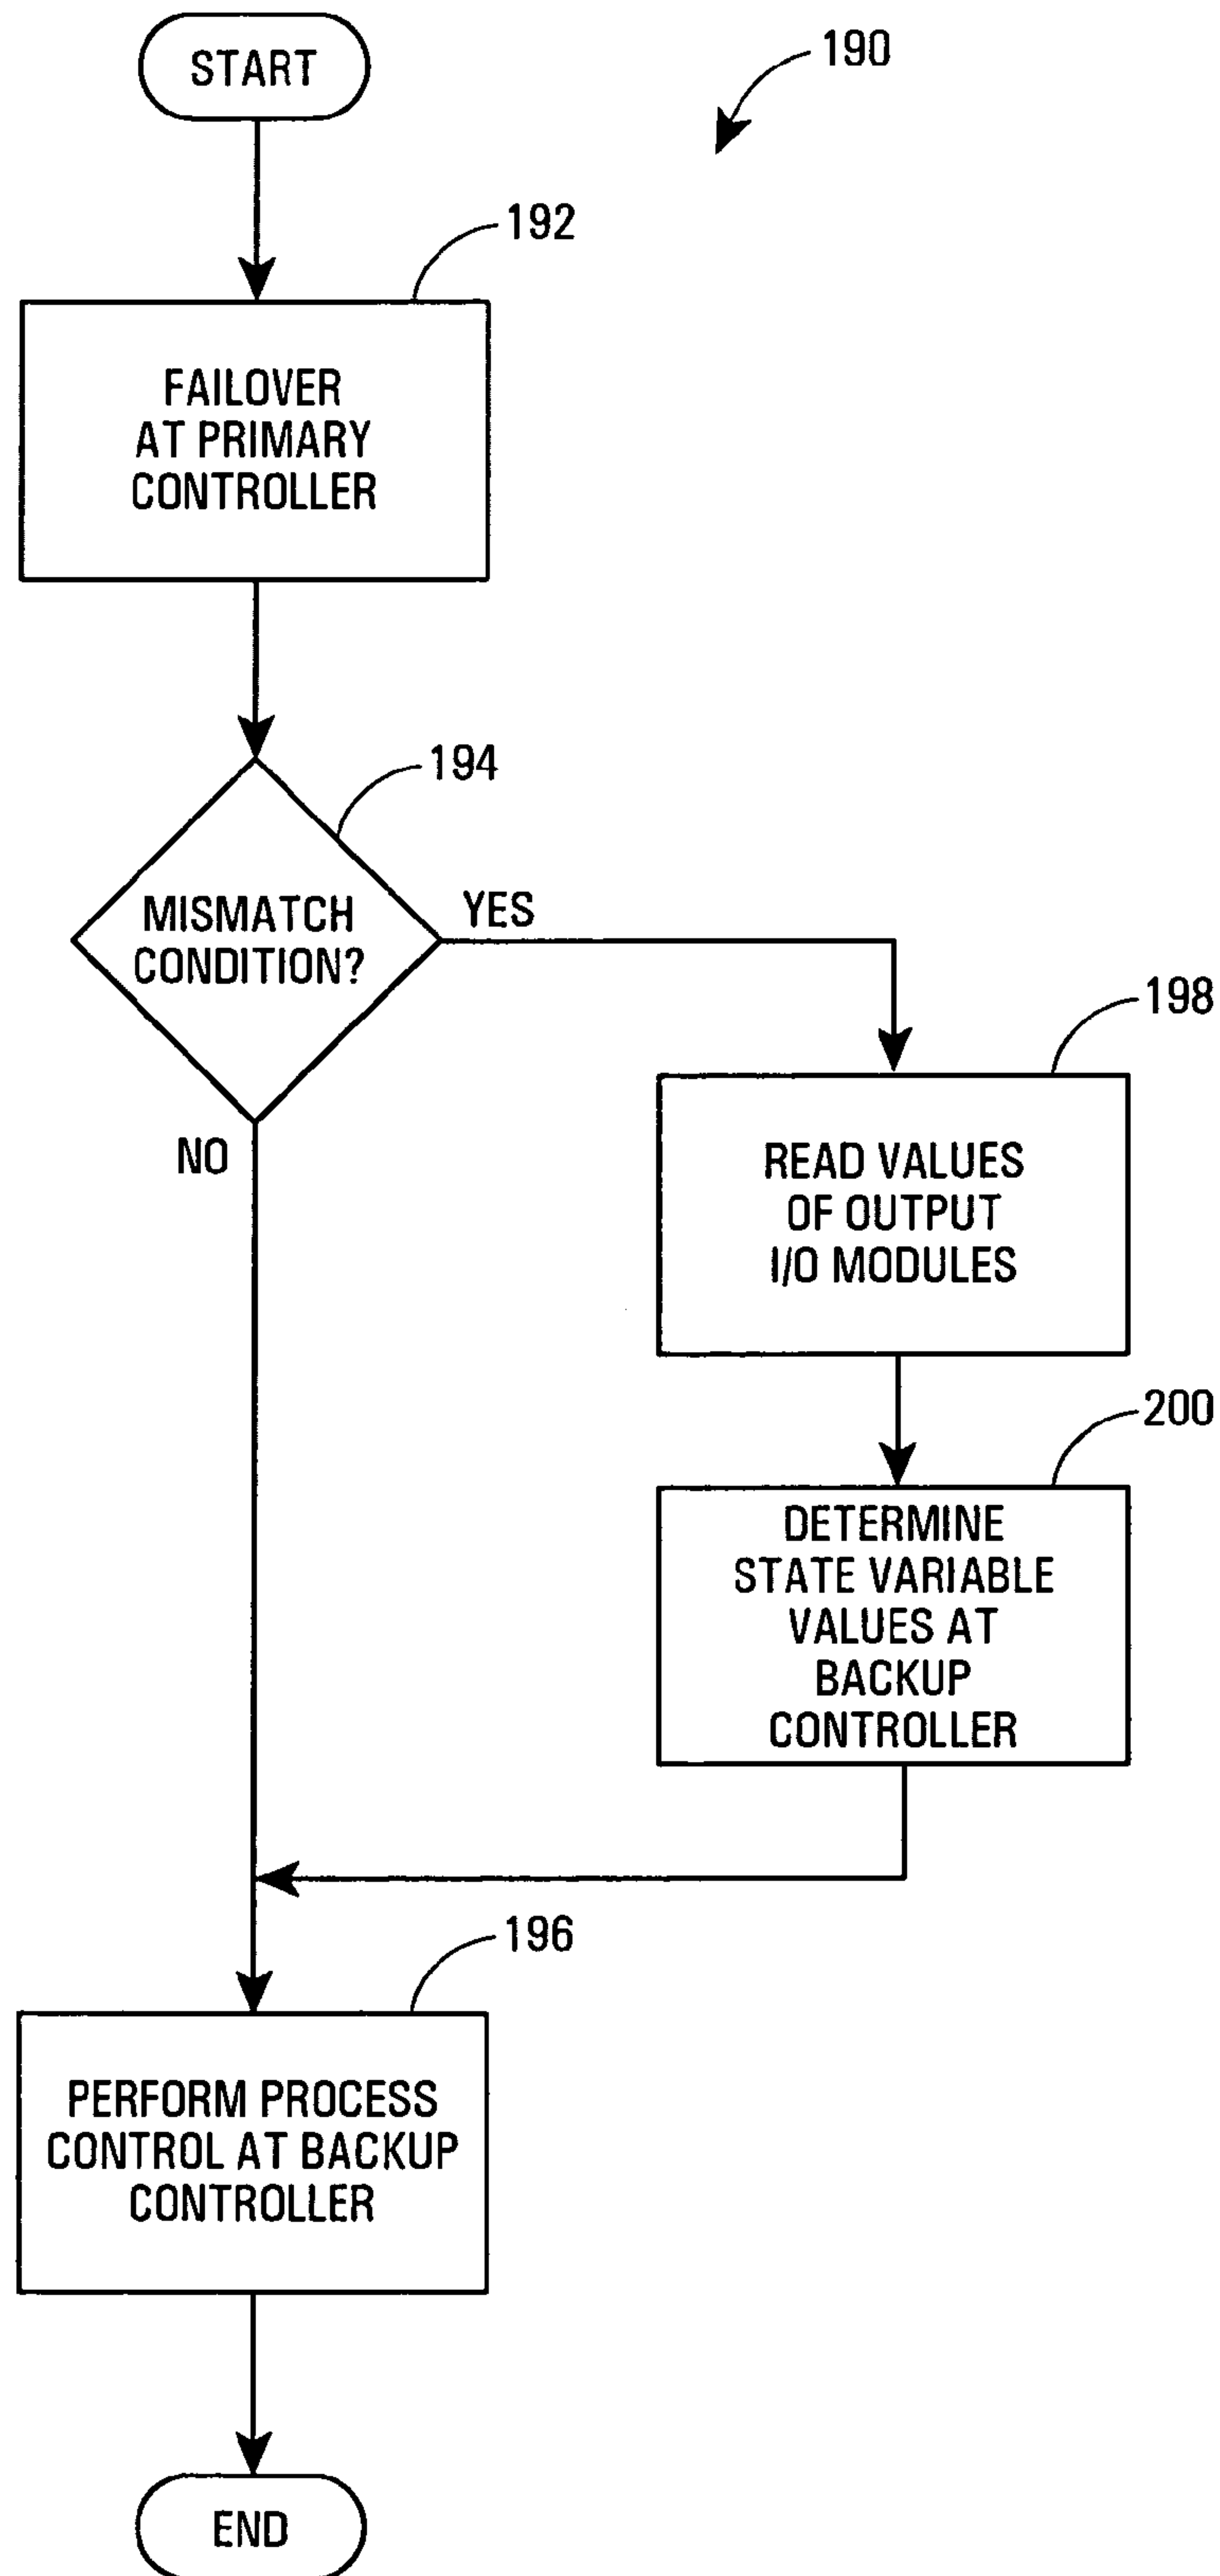 START
190
192
FAILOVER
AT PRIMARY
CONTROLLER
194
MISMATCH
CONDITION?
YES
NO
198
READ VALUES
OF OUTPUT
I/O MODULES
200
DETERMINE
STATE VARIABLE
VALUES AT
BACKUP
CONTROLLER
196
PERFORM PROCESS
CONTROL AT BACKUP
CONTROLLER
END